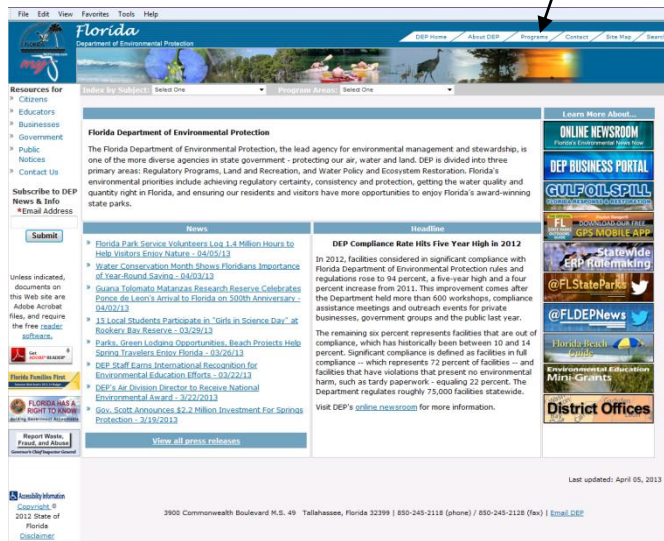 File Edit View Favorites Tools Help
Florida
Department of Environmental Protection
DEP Home About DEP Programs Contact Site Map Search
Index by Subject: Select One Program Areas: Select One
Resources for
» Citizens
» Educators
» Businesses
» Government
» Public
Notices
» Contact Us
Subscribe to DEP
News & Info
*Email Address
Submit
Unless indicated,
documents on
this Web site are
Adobe Acrobat
files, and require
the free reader
software.
Get
ADOBE® READER®
Florida Families First
FLORIDA HAS A
RIGHT TO KNOW
Report Waste,
Fraud, and Abuse
Governor's Chief Inspector General
Accessibility Information
Copyright ©
2012 State of
Florida
Disclaimer
Florida Department of Environmental Protection
The Florida Department of Environmental Protection, the lead agency for environmental management and stewardship, is
one of the more diverse agencies in state government - protecting our air, water and land. DEP is divided into three
primary areas: Regulatory Programs, Land and Recreation, and Water Policy and Ecosystem Restoration. Florida's
environmental priorities include achieving regulatory certainty, consistency and protection, getting the water quality and
quantity right in Florida, and ensuring our residents and visitors have more opportunities to enjoy Florida's award-winning
state parks.
News
» Florida Park Service Volunteers Log 1.4 Million Hours to
Help Visitors Enjoy Nature - 04/05/13
» Water Conservation Month Shows Floridians Importance
of Year-Round Saving - 04/03/13
» Guana Tolomato Matanzas Research Reserve Celebrates
Ponce de Leon's Arrival to Florida on 500th Anniversary -
04/02/13
» 15 Local Students Participate in "Girls in Science Day" at
Rookery Bay Reserve - 03/29/13
» Parks, Green Lodging Opportunities, Beach Projects Help
Spring Travelers Enjoy Florida - 03/26/13
» DEP Staff Earns International Recognition for
Environmental Education Efforts - 03/22/13
» DEP's Air Division Director to Receive National
Environmental Award - 3/22/2013
» Gov. Scott Announces $2.2 Million Investment For Springs
Protection - 3/19/2013
View all press releases
Headline
DEP Compliance Rate Hits Five Year High in 2012
In 2012, facilities considered in significant compliance with
Florida Department of Environmental Protection rules and
regulations rose to 94 percent, a five-year high and a four
percent increase from 2011. This improvement comes after
the Department held more than 600 workshops, compliance
assistance meetings and outreach events for private
businesses, government groups and the public last year.
The remaining six percent represents facilities that are out of
compliance, which has historically been between 10 and 14
percent. Significant compliance is defined as facilities in full
compliance -- which represents 72 percent of facilities -- and
facilities that have violations that present no environmental
harm, such as tardy paperwork - equaling 22 percent. The
Department regulates roughly 75,000 facilities statewide.
Visit DEP's online newsroom for more information.
Learn More About...
ONLINE NEWSROOM
Florida's Environmental News Now
DEP BUSINESS PORTAL
GULF OIL SPILL
FLORIDA RESPONSE & RESTORATION
FL
DOWNLOAD OUR FREE
GPS MOBILE APP
Statewide
ERP Rulemaking
@FLStateParks
@FLDEPNews
Florida Beach
Guide
Environmental Education
Mini-Grants
District Offices
Last updated: April 05, 2013
3900 Commonwealth Boulevard M.S. 49 Tallahassee, Florida 32399 | 850-245-2118 (phone) / 850-245-2128 (fax) | Email DEP